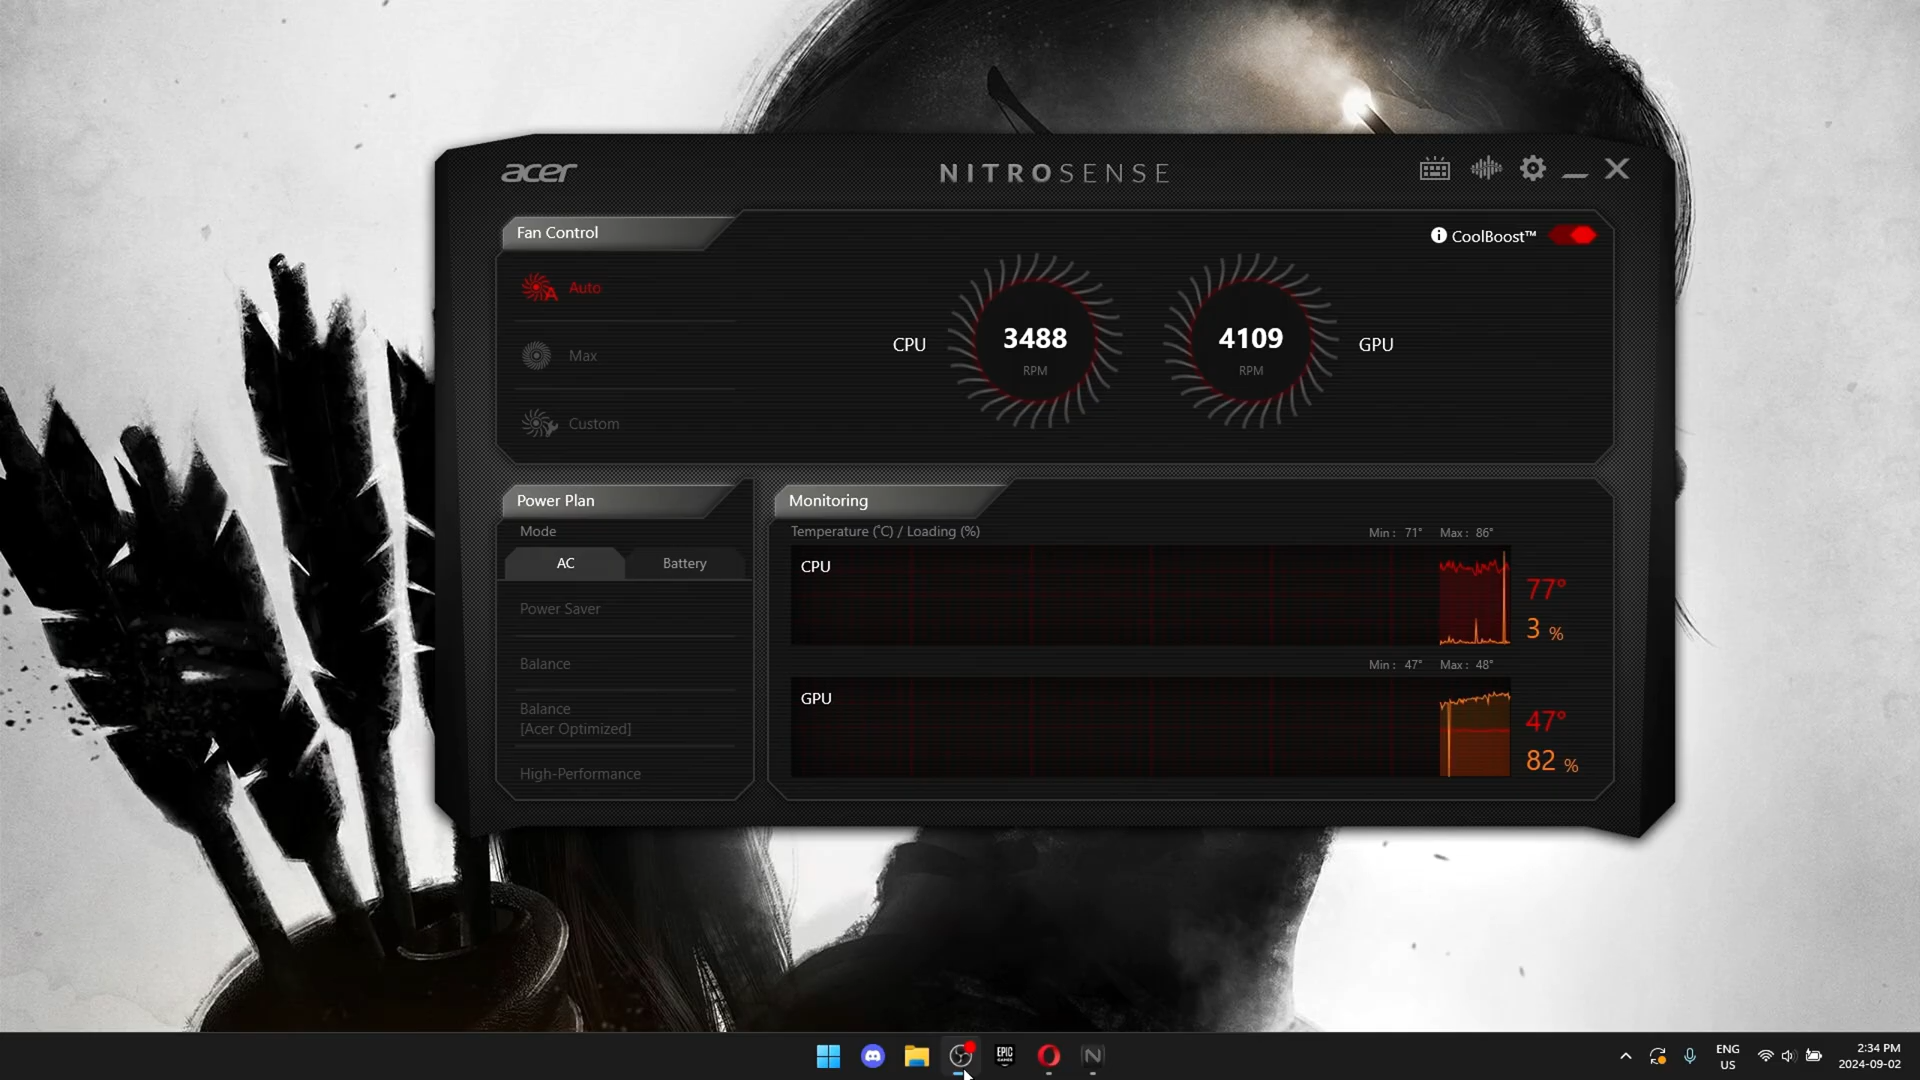 acer
NITROSENSE
Fan Control
CoolBoost™
Auto
Max
Custom
CPU
3488
RPM
4109
RPM
GPU
Power Plan
Mode
AC
Battery
Power Saver
Balance
Balance
[Acer Optimized]
High-Performance
Monitoring
Temperature (°C) / Loading (%)
Min : 71° Max : 86°
CPU
77°
3 %
Min : 47° Max : 48°
GPU
47°
82 %
EPIC
GAMES
N
ENG
US
2:34 PM
2024-09-02